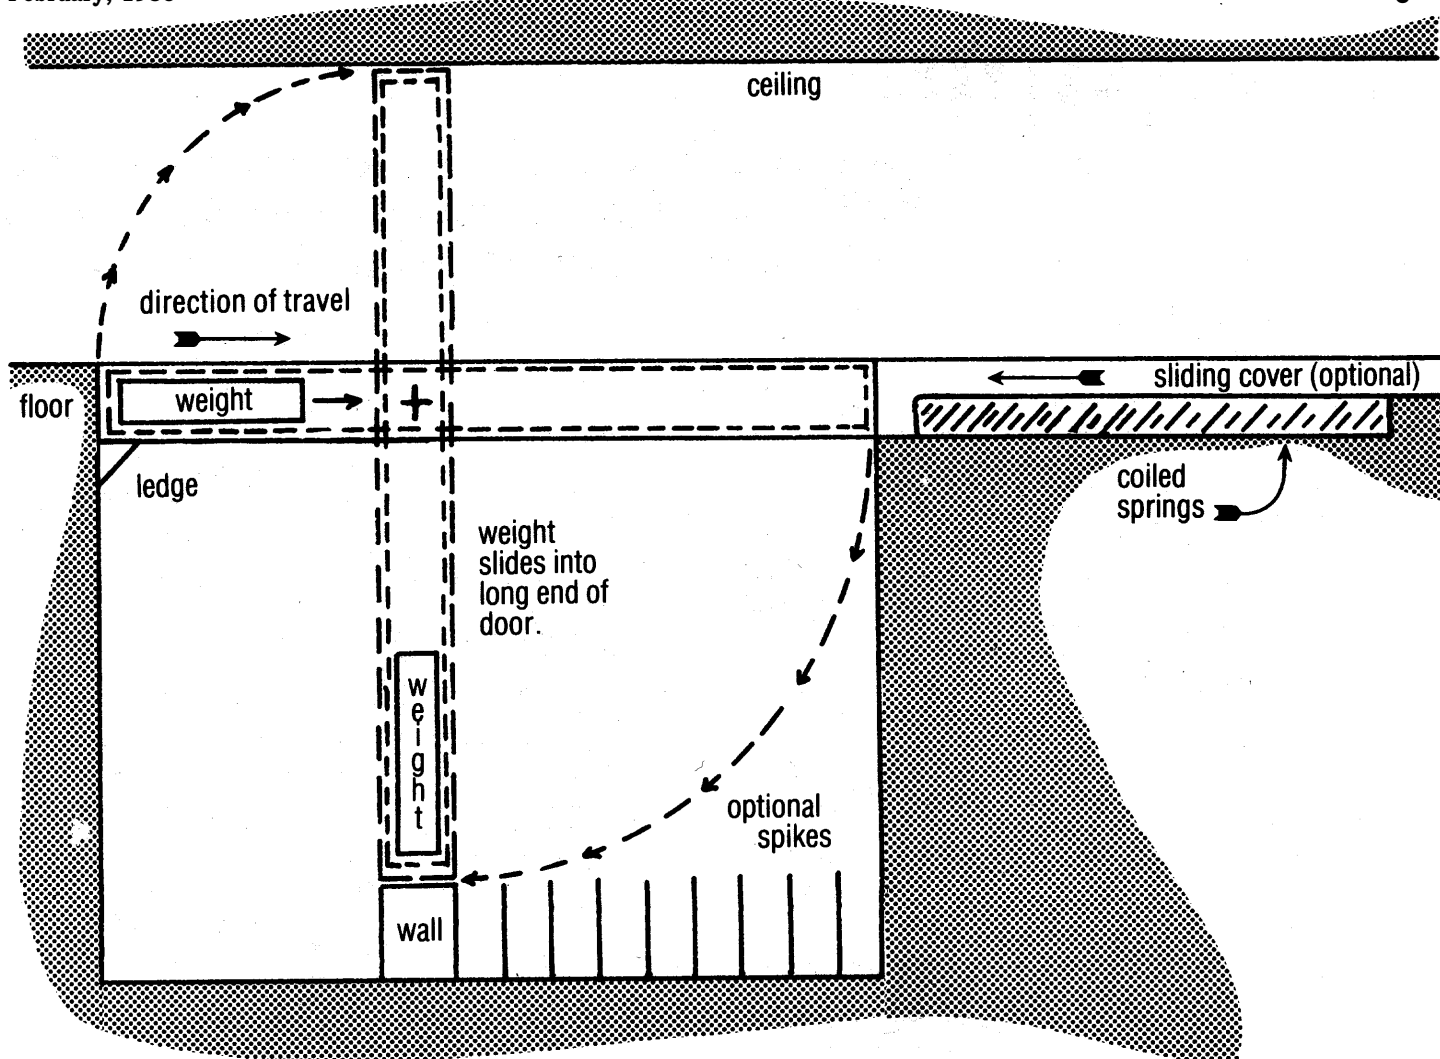 ceiling
direction of travel
floor
weight
sliding cover (optional)
ledge
coiled
springs
weight
slides into
long end of
door.
weight
optional
spikes
wall